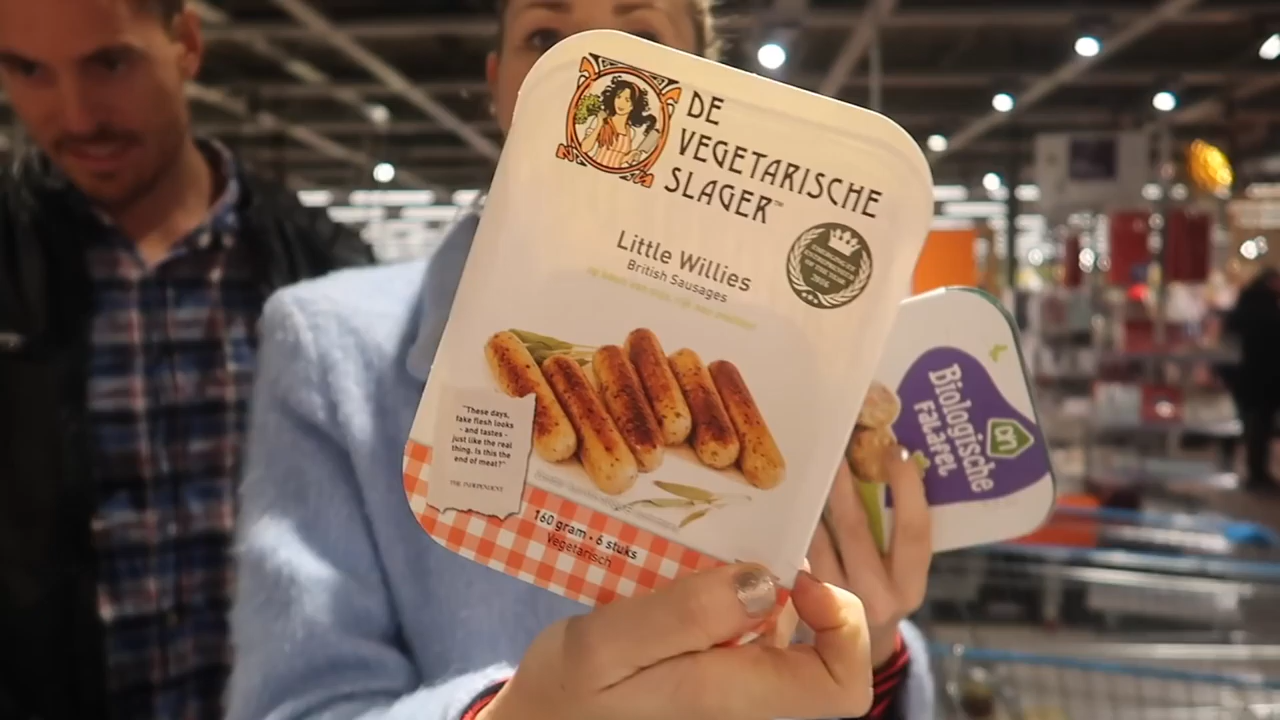 DE
VEGETARISCHE
SLAGER™
Little Willies
British Sausages
"These days,
fake flesh looks
- and tastes -
just like the real
thing. Is this the
end of meat?"
THE INDEPENDENT
160 gram • 6 stuks
Vegetarisch
Biologische
Falafel